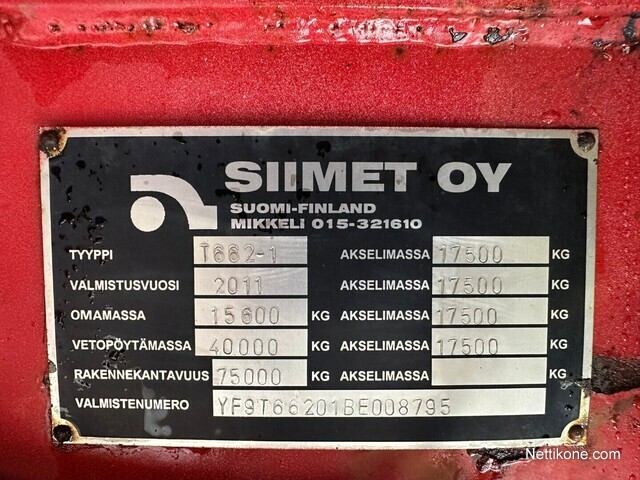 SIIMET OY
SUOMI-FINLAND
MIKKELI 015-321610
TYYPPI T662-1 AKSELIMASSA 17500 KG
VALMISTUSVUOSI 2011 AKSELIMASSA 17500 KG
OMAMASSA 15600 KG AKSELIMASSA 17500 KG
VETOPÖYTÄMASSA 40000 KG AKSELIMASSA 17500 KG
RAKENNEKANTAVUUS 75000 KG AKSELIMASSA KG
VALMISTENUMERO YF9T66201BE008795
Nettikone.com